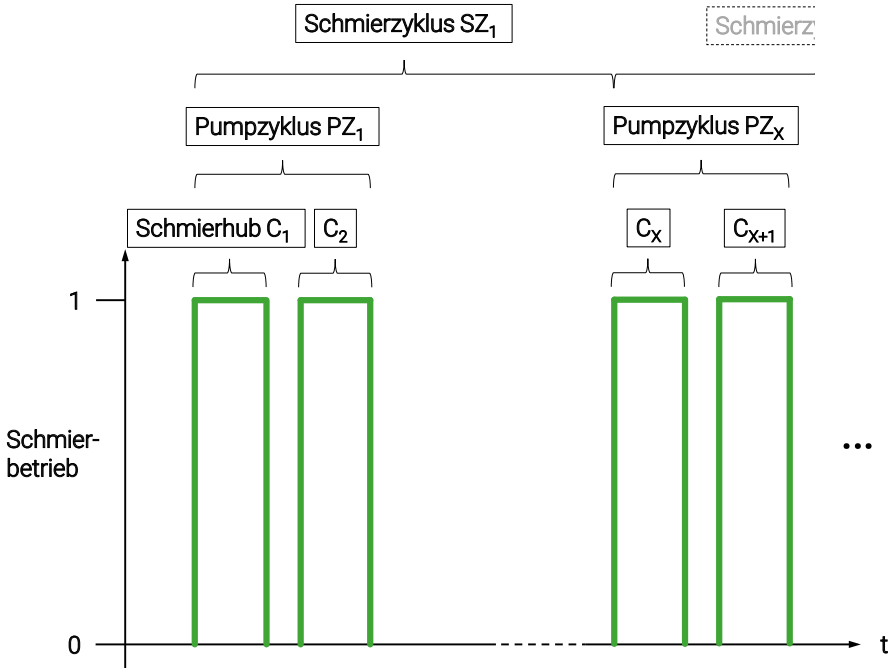 Schmierzyklus SZ1
Pumpzyklus PZ1
Pumpzyklus PZX
Schmierhub C1
C2
CX
CX+1
1
Schmier-
betrieb
...
0
t